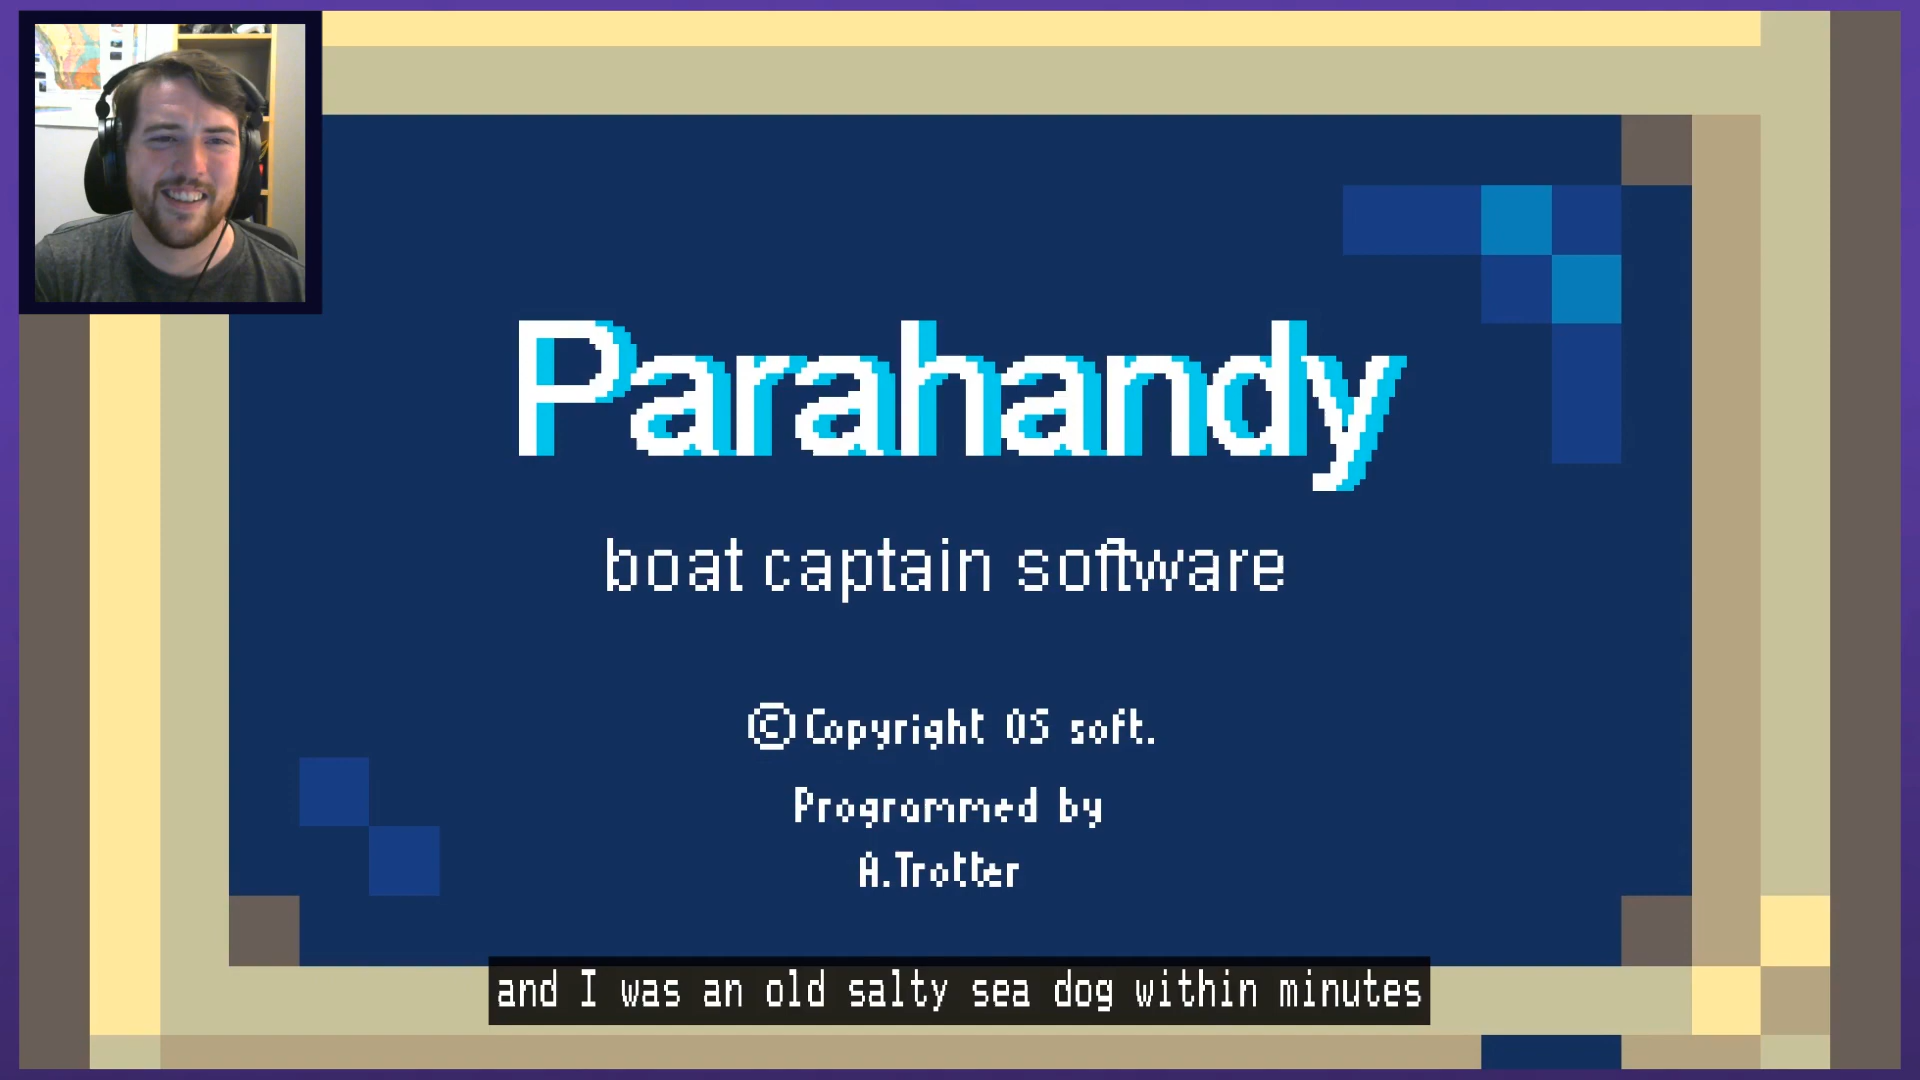 Parahandy
boat captain software
© Copyright OS soft.
Programmed by
A.Trotter
and I was an old salty sea dog within minutes